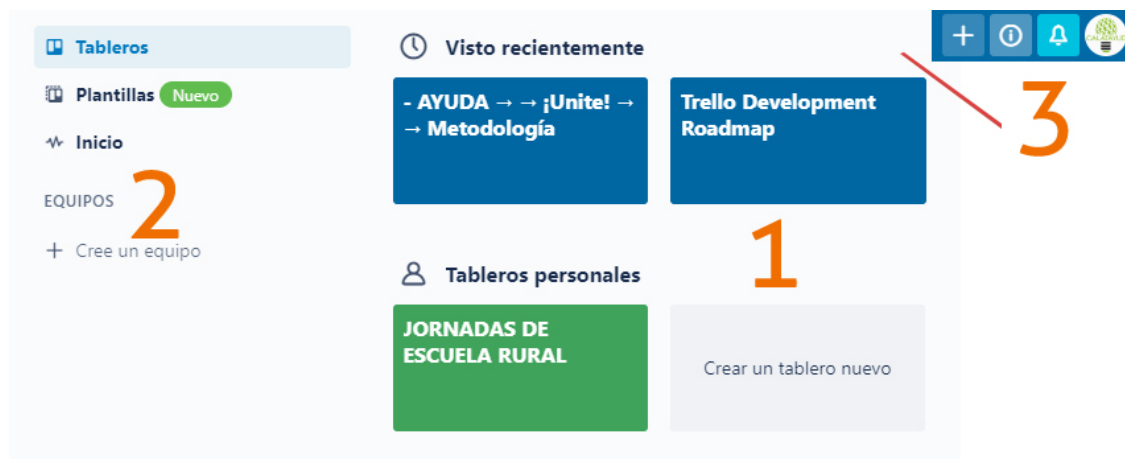 Tableros
Plantillas Nuevo
Inicio
2
EQUIPOS
+ Cree un equipo
Visto recientemente
- AYUDA → → ¡Unite! →
→ Metodología
Trello Development
Roadmap
1
Tableros personales
JORNADAS DE
ESCUELA RURAL
Crear un tablero nuevo
3